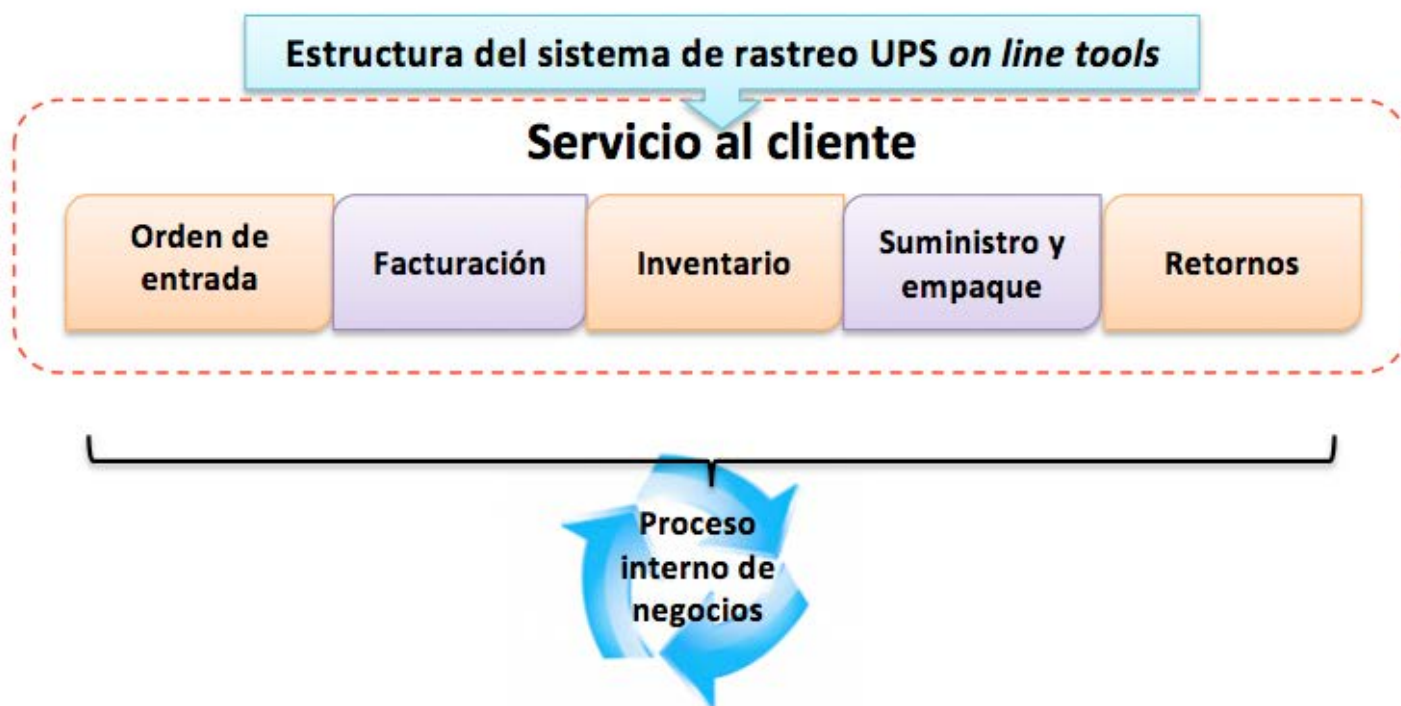 Estructura del sistema de rastreo UPS on line tools
Servicio al cliente
Orden de
entrada
Facturación
Inventario
Suministro y
empaque
Retornos
Proceso
interno de
negocios